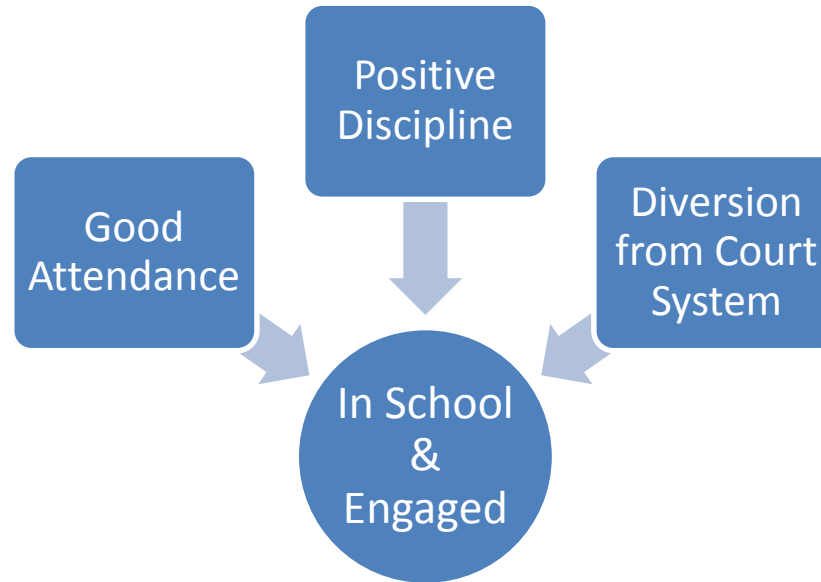 Positive
Discipline
Good
Attendance
Diversion
from Court
System
In School
&
Engaged